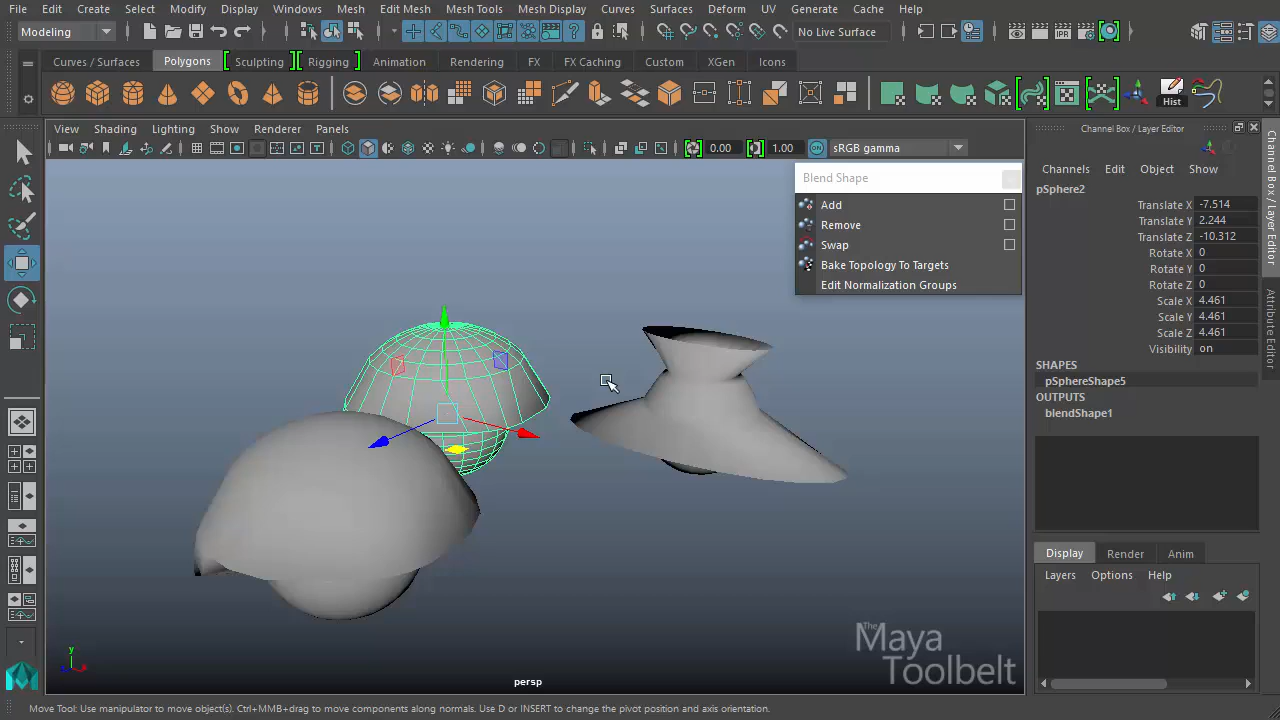 File Edit Create Select Modify Display Windows Mesh Edit Mesh Mesh Tools Mesh Display Curves Surfaces Deform UV Generate Cache Help
Modeling No Live Surface IPR
Curves / Surfaces Polygons Sculpting Rigging Animation Rendering FX FX Caching Custom XGen Icons
Hist
View Shading Lighting Show Renderer Panels
0.00 1.00 ON sRGB gamma
Blend Shape
Add
Remove
Swap
Bake Topology To Targets
Edit Normalization Groups
Channel Box / Layer Editor
Channels Edit Object Show
pSphere2
Translate X -7.514
Translate Y 2.244
Translate Z -10.312
Rotate X 0
Rotate Y 0
Rotate Z 0
Scale X 4.461
Scale Y 4.461
Scale Z 4.461
Visibility on
SHAPES
pSphereShape5
OUTPUTS
blendShape1
Display Render Anim
Layers Options Help
Channel Box / Layer Editor
Attribute Editor
The
Maya
Toolbelt
y
persp
Move Tool: Use manipulator to move object(s). Ctrl+MMB+drag to move components along normals. Use D or INSERT to change the pivot position and axis orientation.